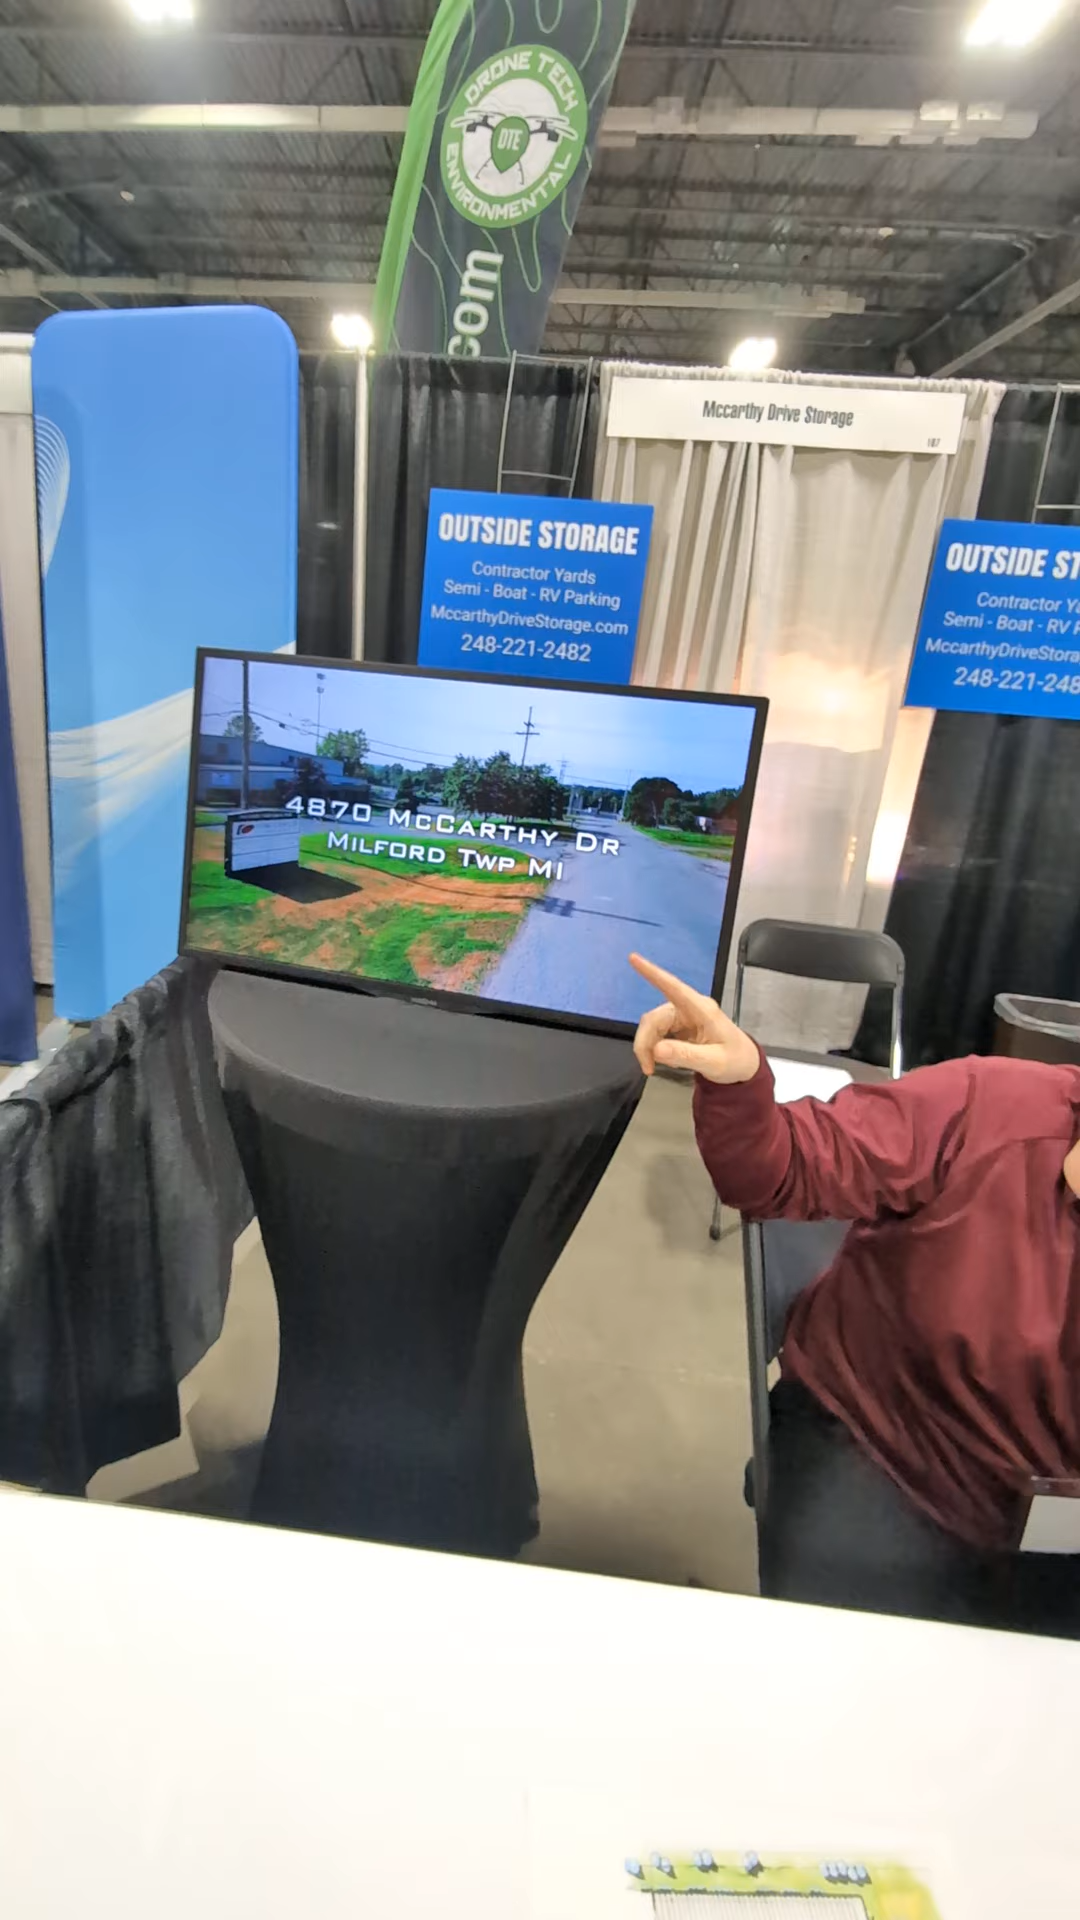 DRONE TECH
ENVIRONMENTAL
DTE
com
Mccarthy Drive Storage
187
OUTSIDE STORAGE
Contractor Yards
Semi - Boat - RV Parking
MccarthyDriveStorage.com
248-221-2482
OUTSIDE ST
Contractor Y
Semi - Boat - RV P
MccarthyDriveStora
248-221-248
4870 McCarthy Dr
Milford Twp MI